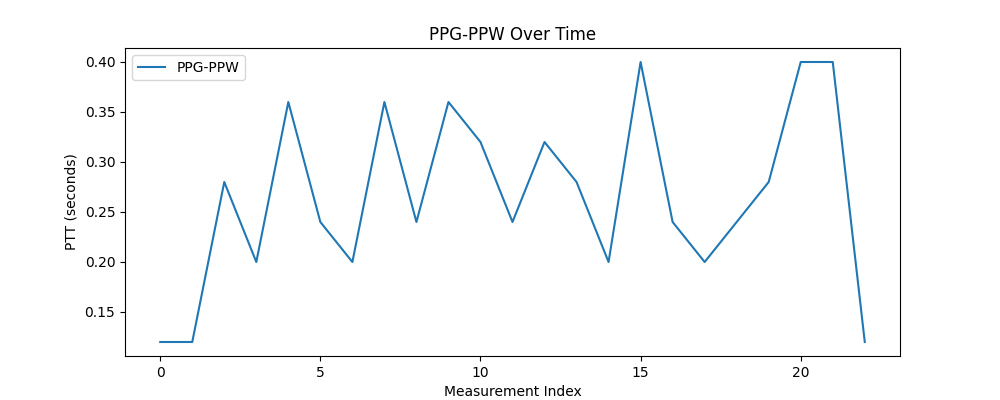 PPG-PPW Over Time
PPG-PPW
PTT (seconds)
0.40
0.35
0.30
0.25
0.20
0.15
0 5 10 15 20
Measurement Index